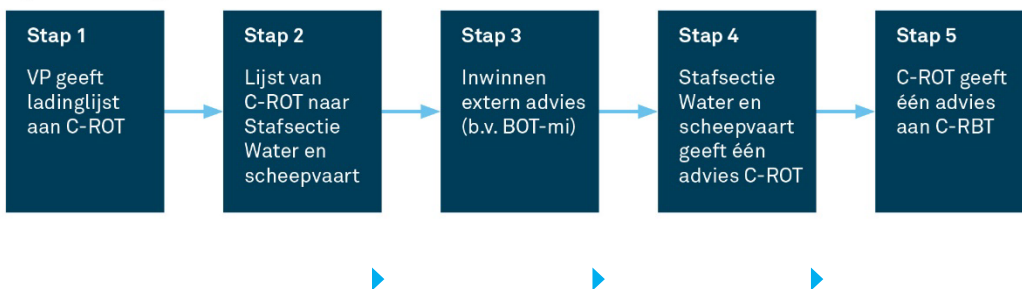 Stap 1
VP geeft
ladinglijst
aan C-ROT
Stap 2
Lijst van
C-ROT naar
Stafsectie
Water en
scheepvaart
Stap 3
Inwinnen
extern advies
(b.v. BOT-mi)
Stap 4
Stafsectie
Water en
scheepvaart
geeft één
advies C-ROT
Stap 5
C-ROT geeft
één advies
aan C-RBT